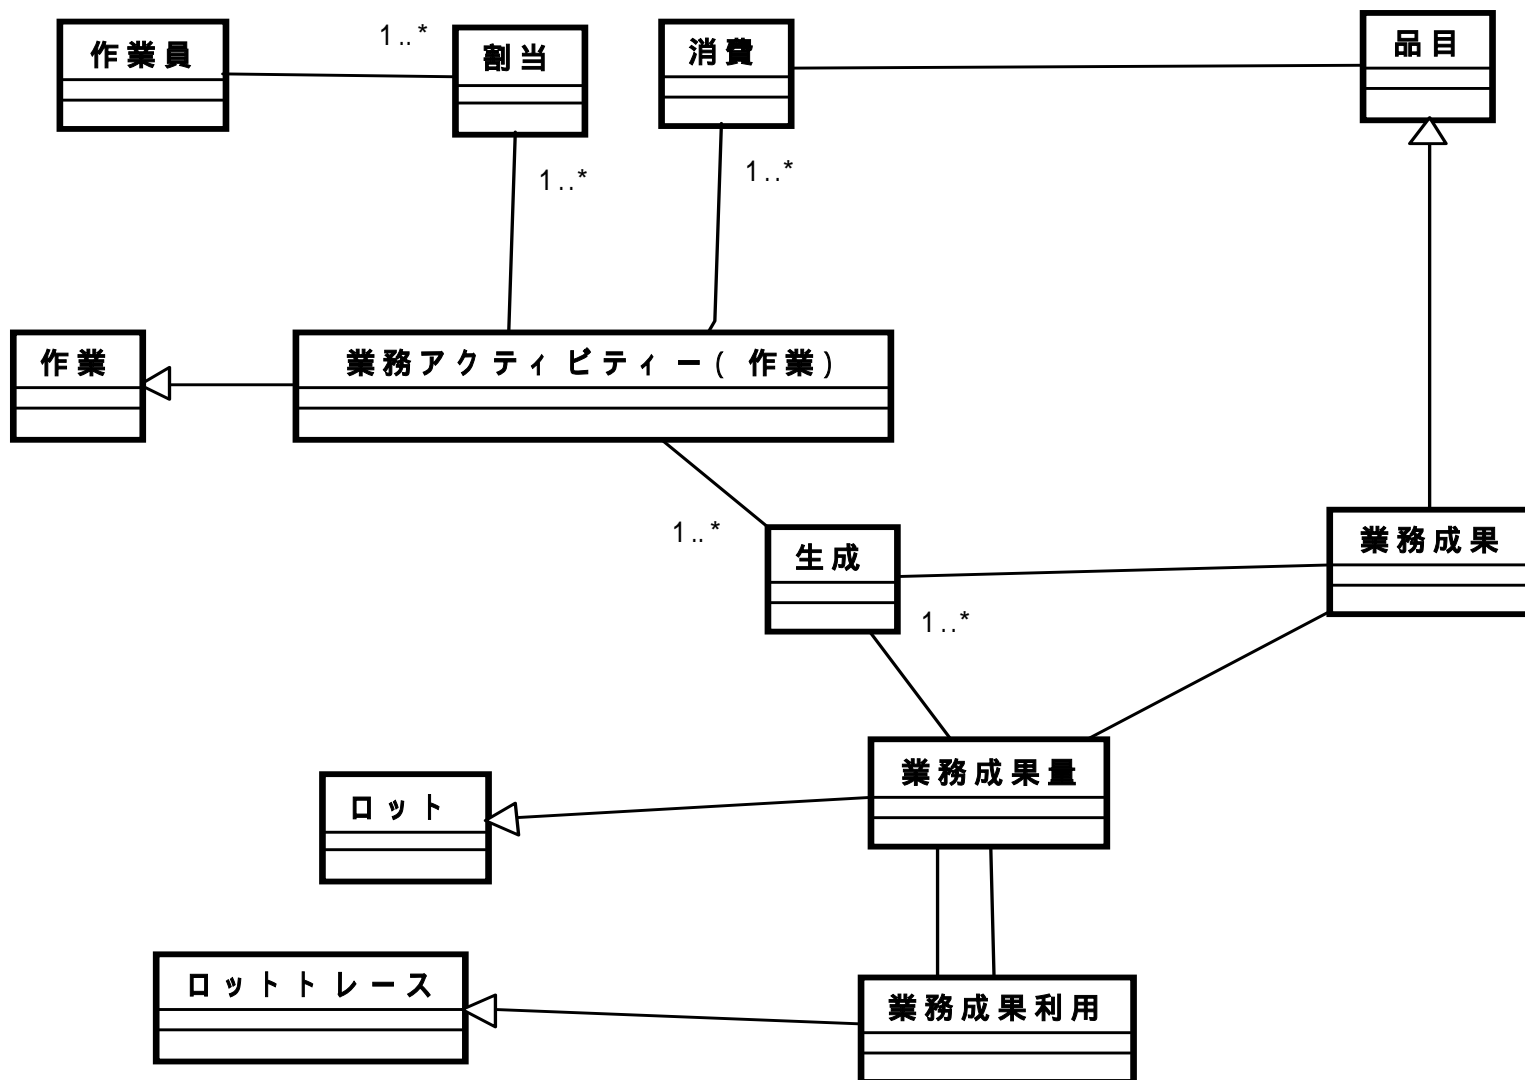 作業員
1..*
割当
消費
品目
1..*
1..*
作業
業務アクティビティー(作業)
1..*
生成
業務成果
1..*
ロット
業務成果量
ロットトレース
業務成果利用